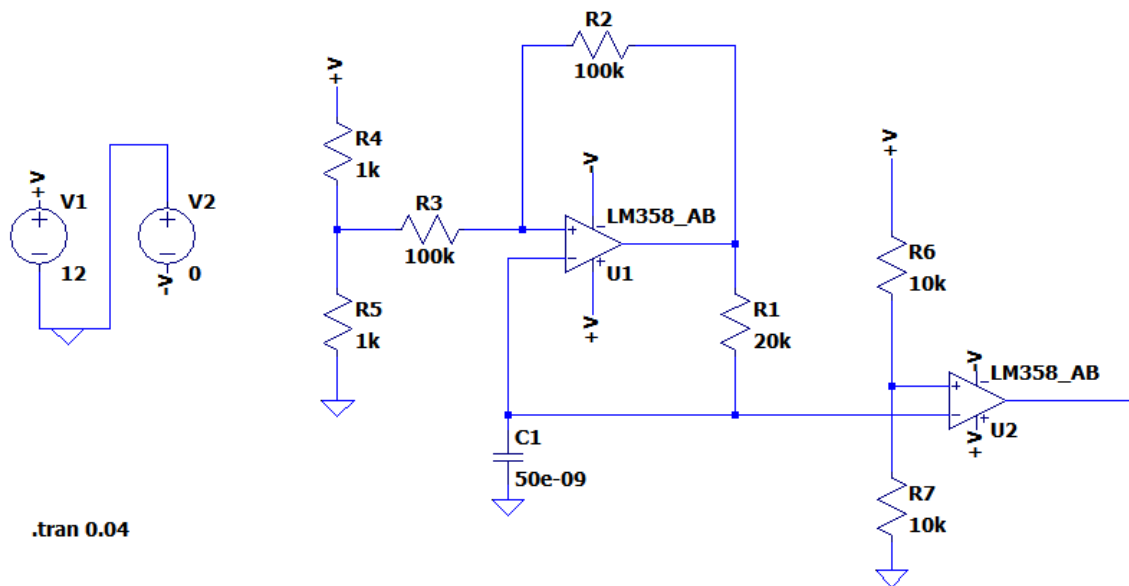 +V
V1
12
V2
0
-V
.tran 0.04
+V
R4
1k
R5
1k
R3
100k
R2
100k
-V
LM358_AB
U1
+V
R1
20k
C1
50e-09
+V
R6
10k
R7
10k
-V
LM358_AB
U2
+V